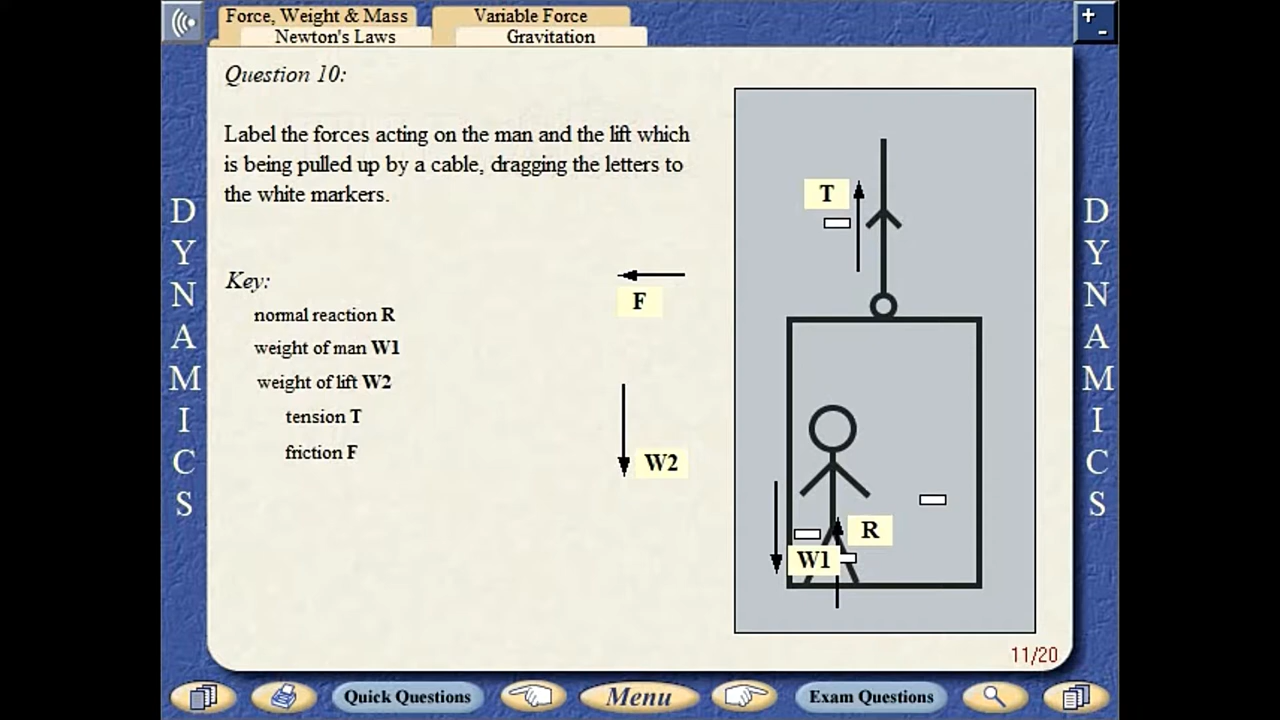 Force, Weight & Mass
Variable Force
Newton's Laws
Gravitation
+
-
Question 10:
Label the forces acting on the man and the lift which
is being pulled up by a cable, dragging the letters to
the white markers.
Key:
normal reaction R
weight of man W1
weight of lift W2
tension T
friction F
F
W2
T
R
W1
DYNAMICS
DYNAMICS
11/20
Quick Questions
Menu
Exam Questions